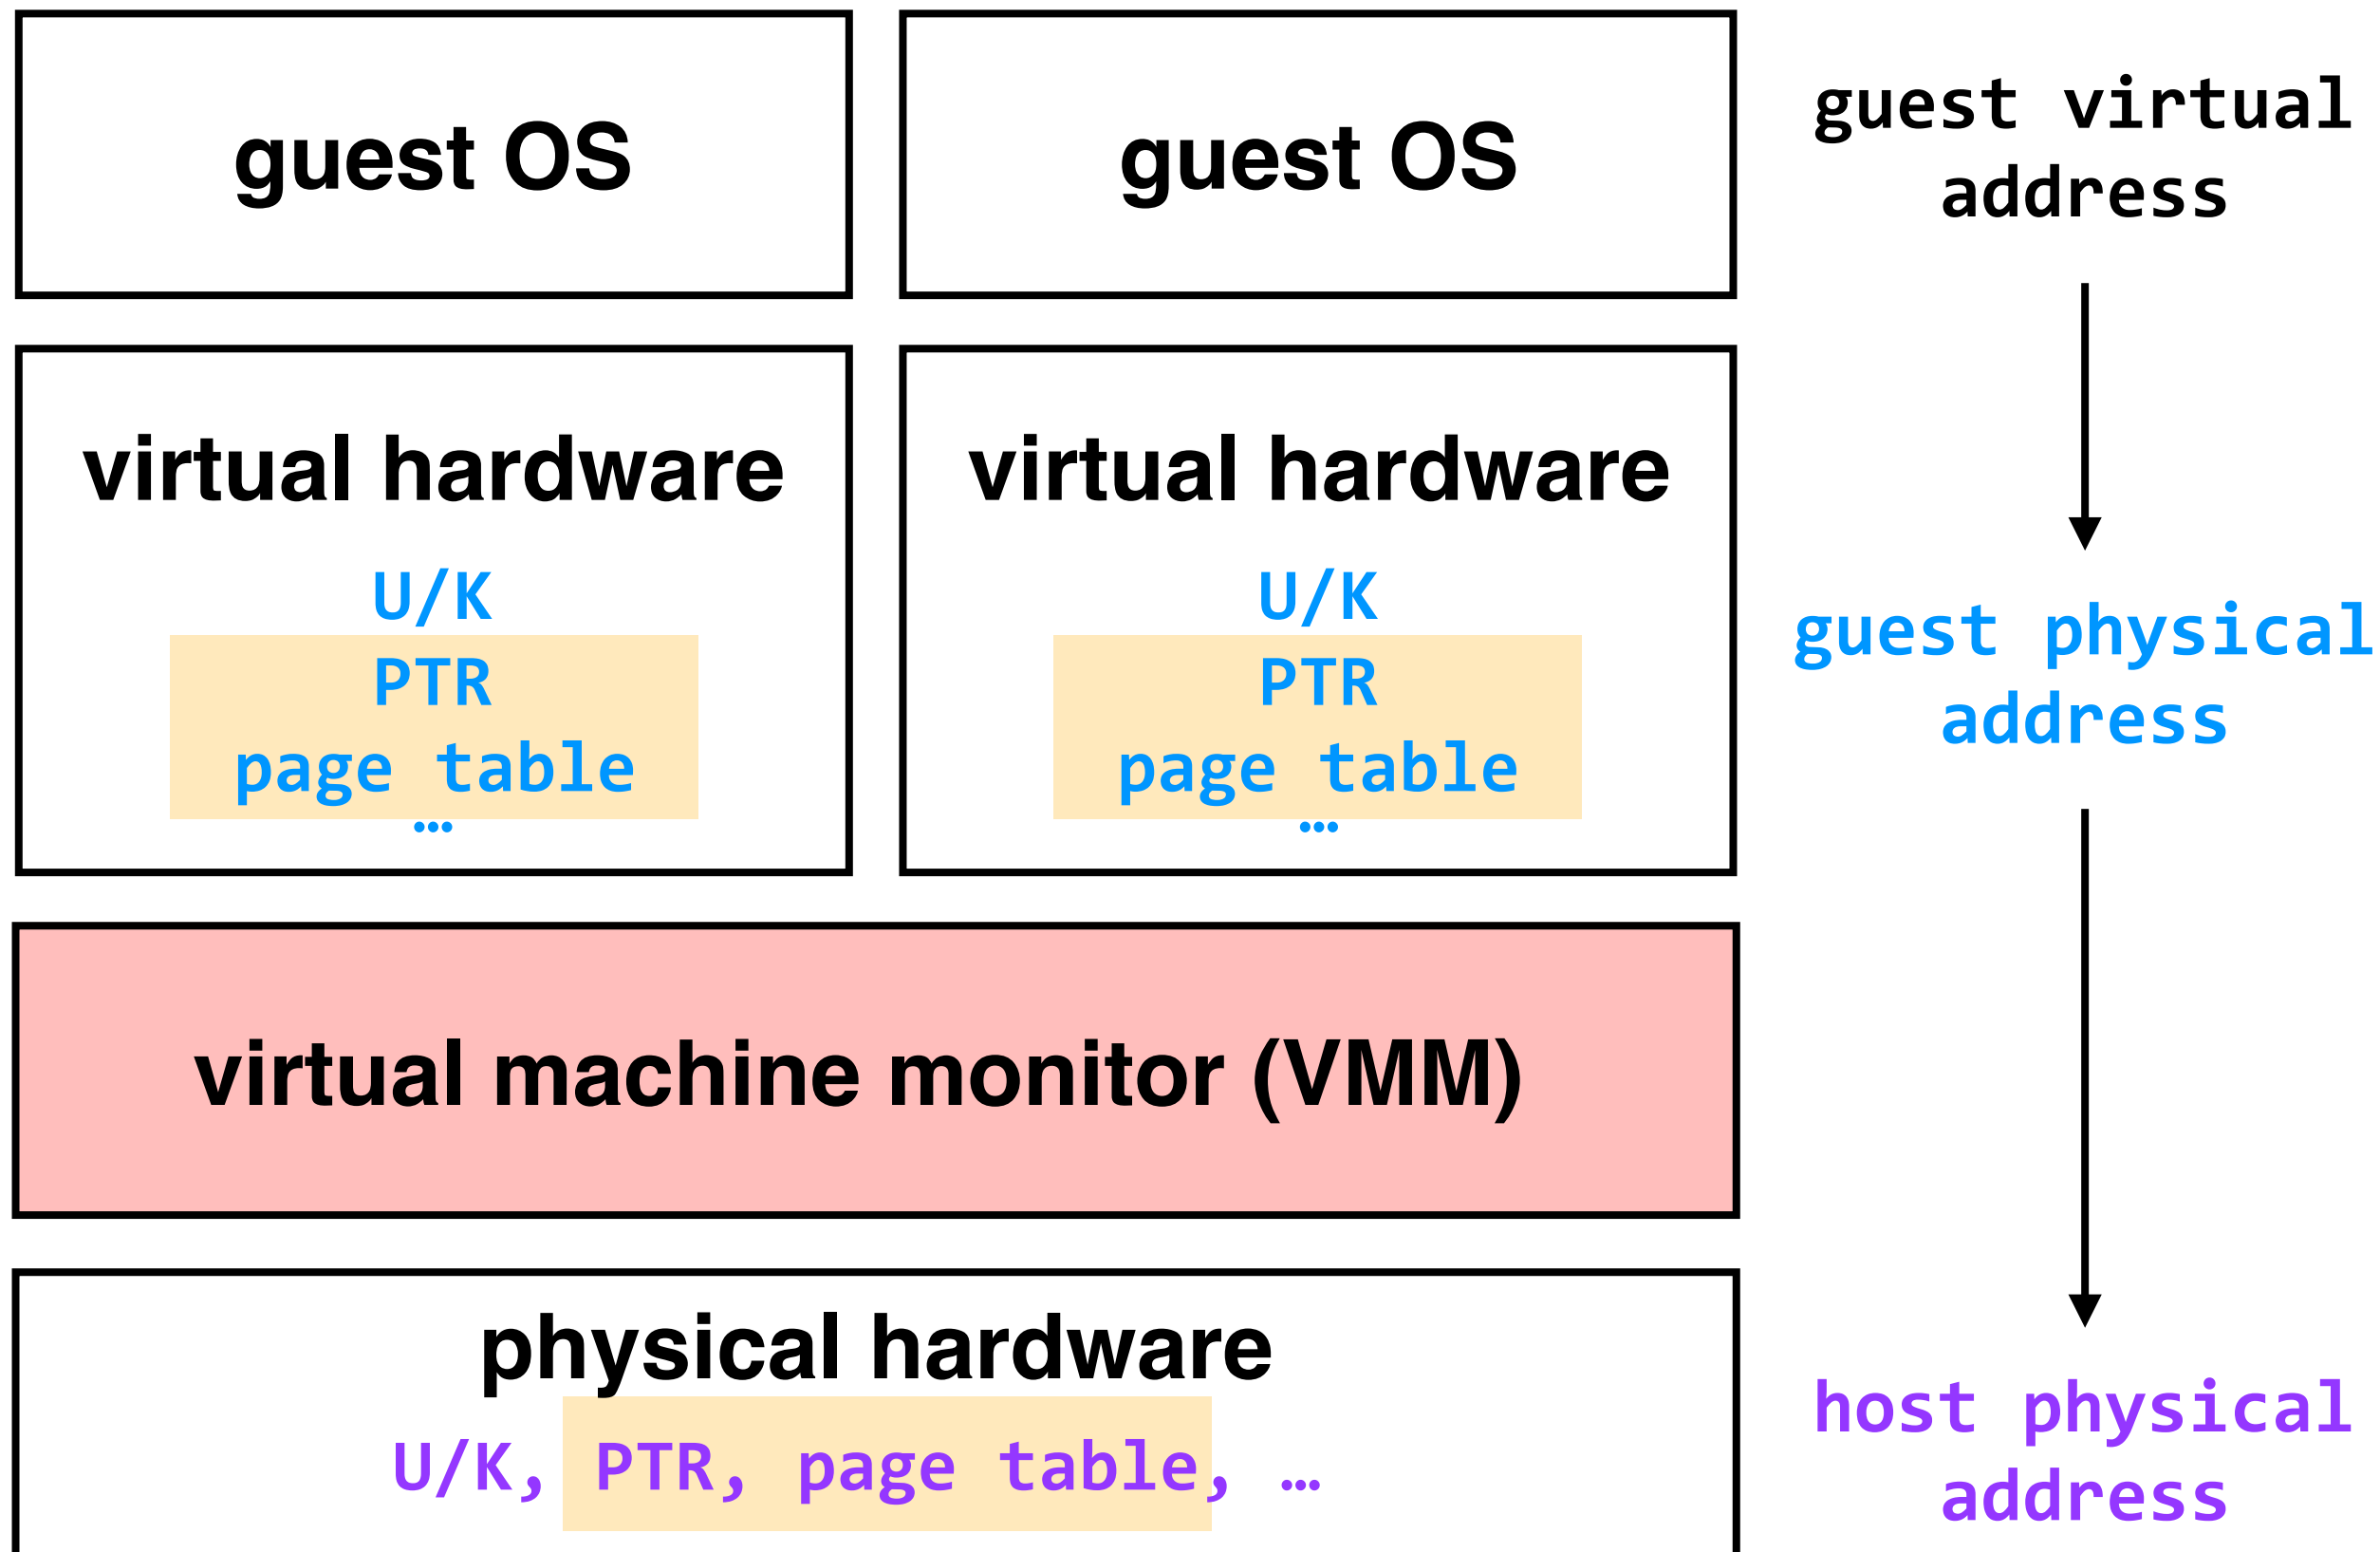 guest OS
guest OS
guest virtual
address
virtual hardware
U/K
PTR
page table
…
virtual hardware
U/K
PTR
page table
…
guest physical
address
virtual machine monitor (VMM)
physical hardware
U/K, PTR, page table, …
host physical
address